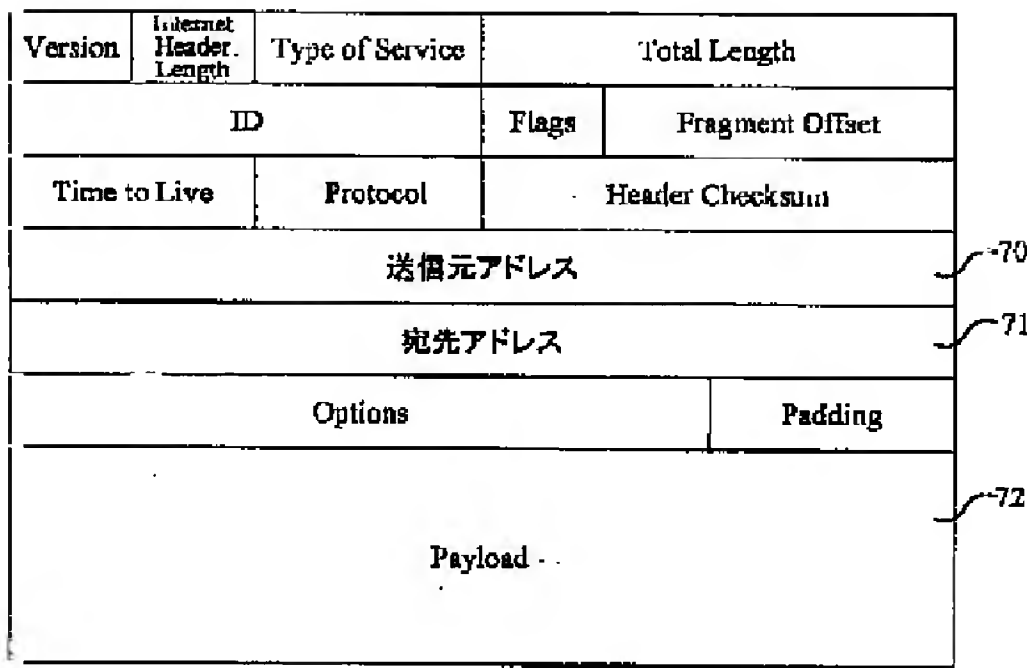 Version
Internet
Header
Length
Type of Service
Total Length
ID
Flags
Fragment Offset
Time to Live
Protocol
Header Checksum
送信元アドレス
70
宛先アドレス
71
Options
Padding
72
Payload